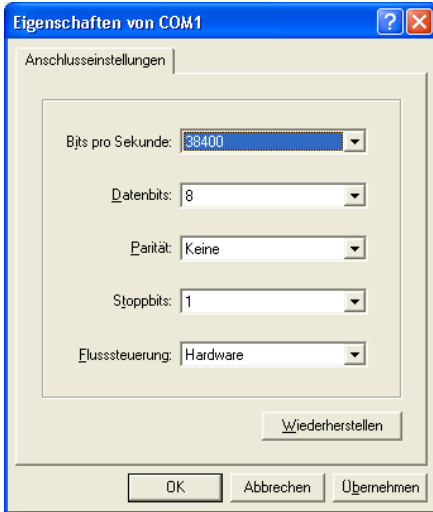 Eigenschaften von COM1
Anschlusseinstellungen
Bits pro Sekunde: 38400
Datenbits: 8
Parität: Keine
Stoppbits: 1
Flusssteuerung: Hardware
Wiederherstellen
OK Abbrechen Übernehmen